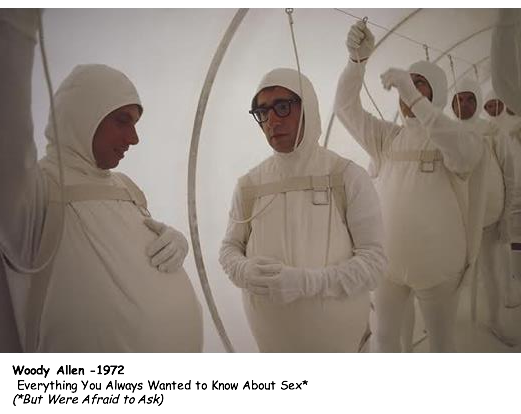 Woody Allen -1972
Everything You Always Wanted to Know About Sex*
(*But Were Afraid to Ask)